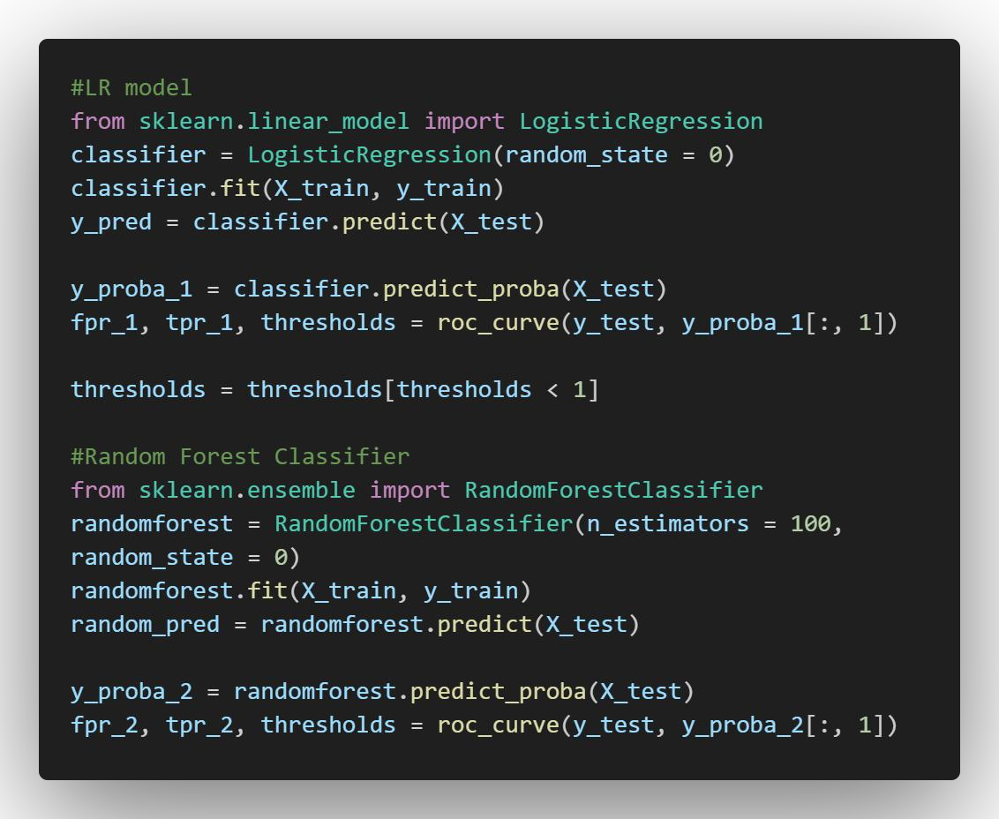 #LR model
from sklearn.linear_model import LogisticRegression
classifier = LogisticRegression(random_state = 0)
classifier.fit(X_train, y_train)
y_pred = classifier.predict(X_test)

y_proba_1 = classifier.predict_proba(X_test)
fpr_1, tpr_1, thresholds = roc_curve(y_test, y_proba_1[:, 1])

thresholds = thresholds[thresholds < 1]

#Random Forest Classifier
from sklearn.ensemble import RandomForestClassifier
randomforest = RandomForestClassifier(n_estimators = 100,
random_state = 0)
randomforest.fit(X_train, y_train)
random_pred = randomforest.predict(X_test)

y_proba_2 = randomforest.predict_proba(X_test)
fpr_2, tpr_2, thresholds = roc_curve(y_test, y_proba_2[:, 1])